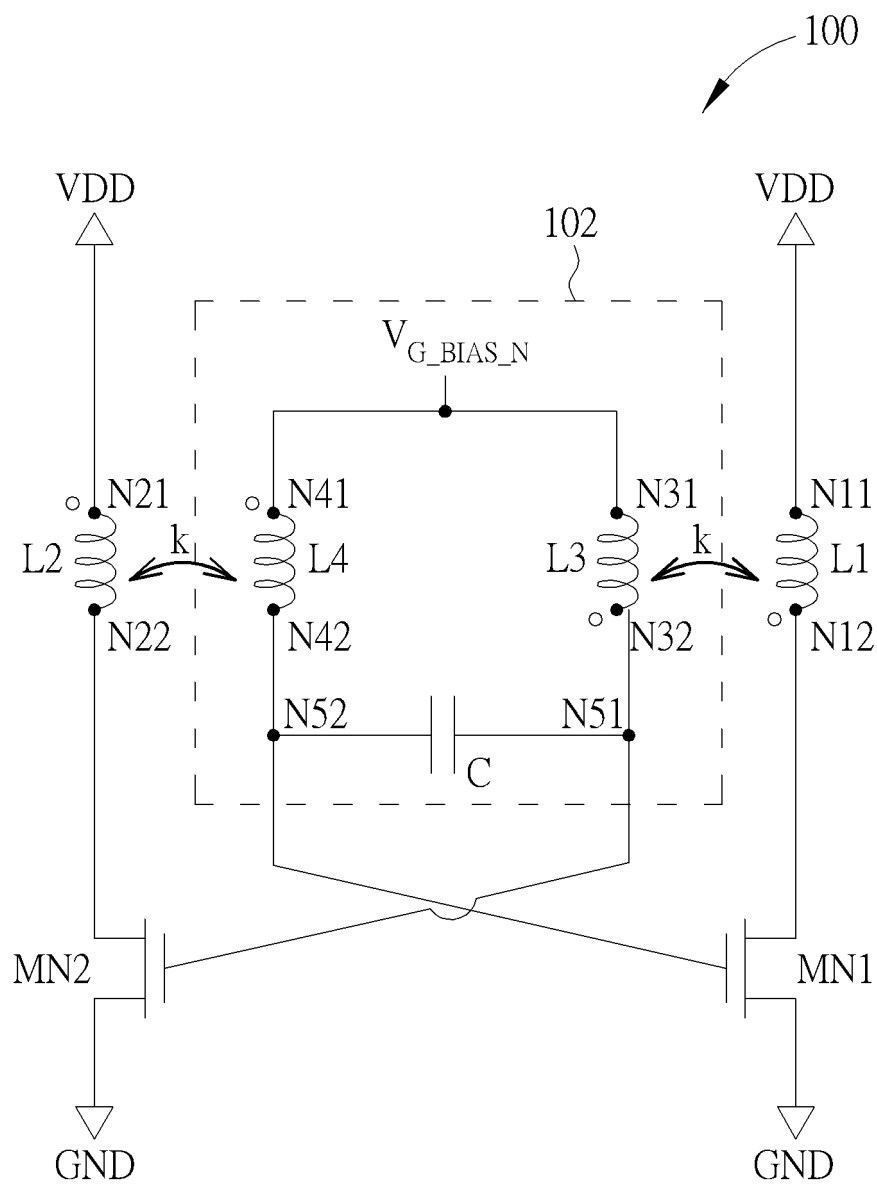 100
VDD
VDD
102
VG_BIAS_N
N21
N41
N31
N11
L2
k
L4
L3
k
L1
N22
N42
N32
N12
N52
N51
C
MN2
MN1
GND
GND